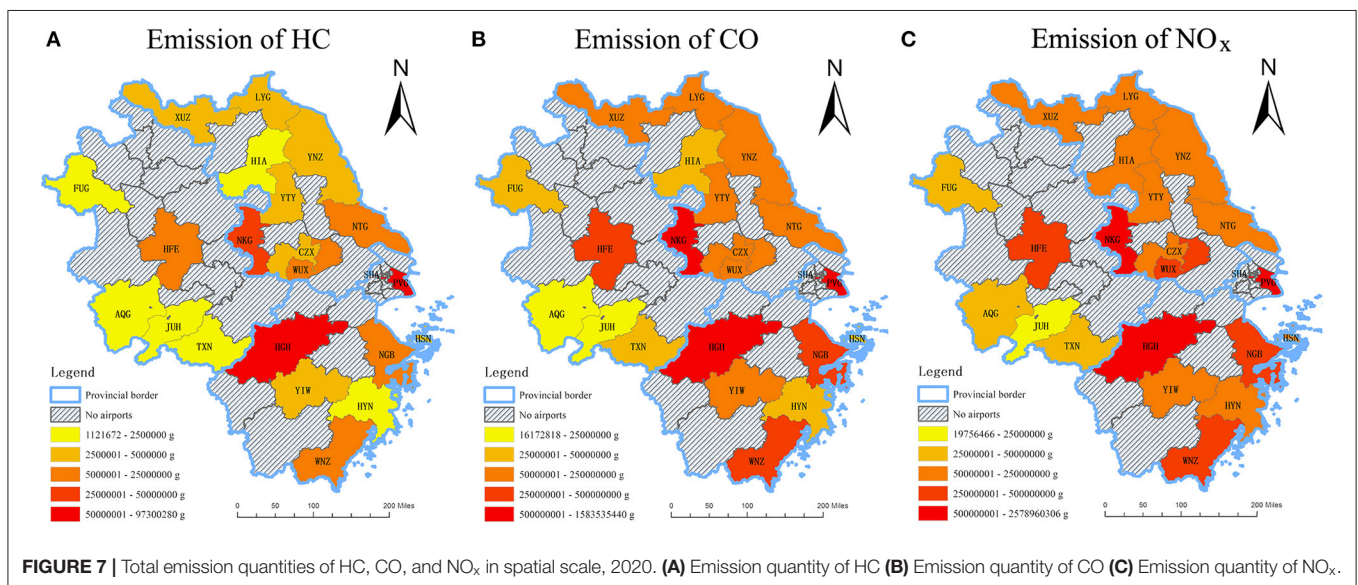 A
Emission of HC
N
LYG
XUZ
HIA
YNZ
FUG
YTY
NTG
NKG
HFE
CZX
WUX
SHA
PVG
AQG
JUH
TXN
HGH
NGB
HSN
YIW
HYN
WNZ
Legend
Provincial border
No airports
1121672 - 2500000 g
2500001 - 5000000 g
5000001 - 25000000 g
25000001 - 50000000 g
50000001 - 97300280 g
0 50 100 200 Miles
B
Emission of CO
N
LYG
XUZ
HIA
YNZ
FUG
YTY
NTG
NKG
HFE
CZX
WUX
SHA
PVG
AQG
JUH
TXN
HGH
NGB
HSN
YIW
HYN
WNZ
Legend
Provincial border
No airports
16172818 - 25000000 g
25000001 - 50000000 g
50000001 - 250000000 g
250000001 - 500000000 g
500000001 - 1583535440 g
0 50 100 200 Miles
C
Emission of NOx
N
LYG
XUZ
HIA
YNZ
FUG
YTY
NTG
NKG
HFE
CZX
WUX
SHA
PVG
AQG
JUH
TXN
HGH
NGB
HSN
YIW
HYN
WNZ
Legend
Provincial border
No airports
19756466 - 25000000 g
25000001 - 50000000 g
50000001 - 250000000 g
250000001 - 500000000 g
500000001 - 2578960306 g
0 50 100 200 Miles
FIGURE 7 | Total emission quantities of HC, CO, and NOx in spatial scale, 2020. (A) Emission quantity of HC (B) Emission quantity of CO (C) Emission quantity of NOx.